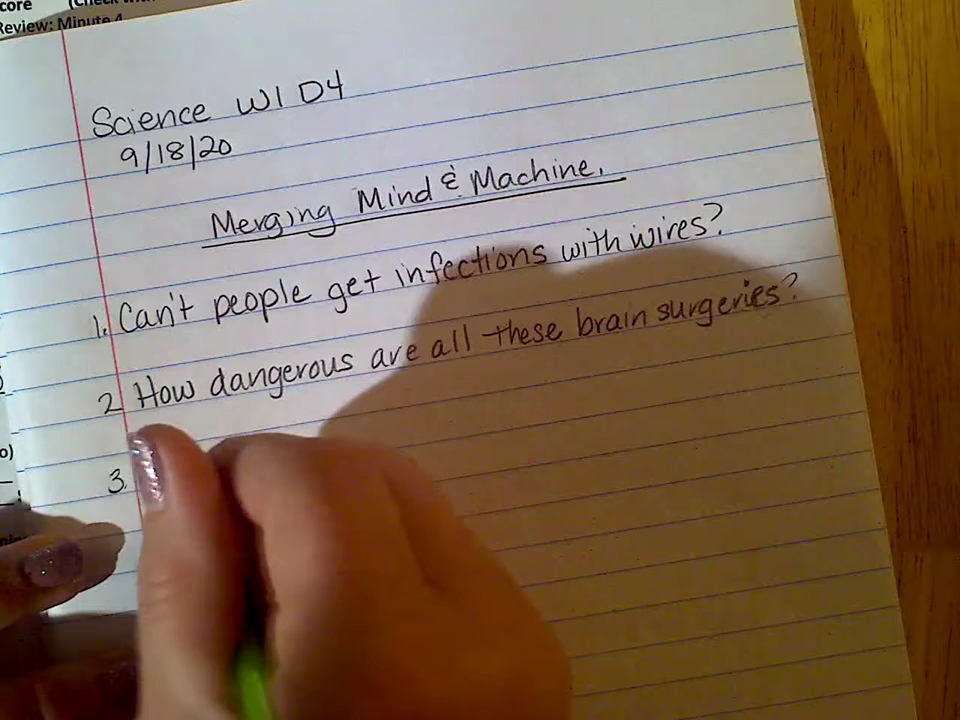 core
Review: Minute 4
Science W1 D4
9/18/20
Merging Mind & Machine.
1. Can't people get infections with wires?
2. How dangerous are all these brain surgeries?
3.